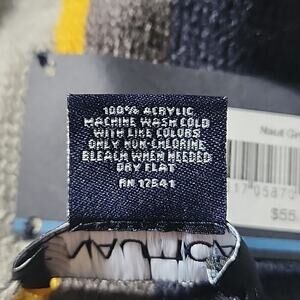 100% ACRYLIC
MACHINE WASH COLD
WITH LIKE COLORS
ONLY NON-CHLORINE
BLEACH WHEN NEEDED
DRY FLAT
RN 17541